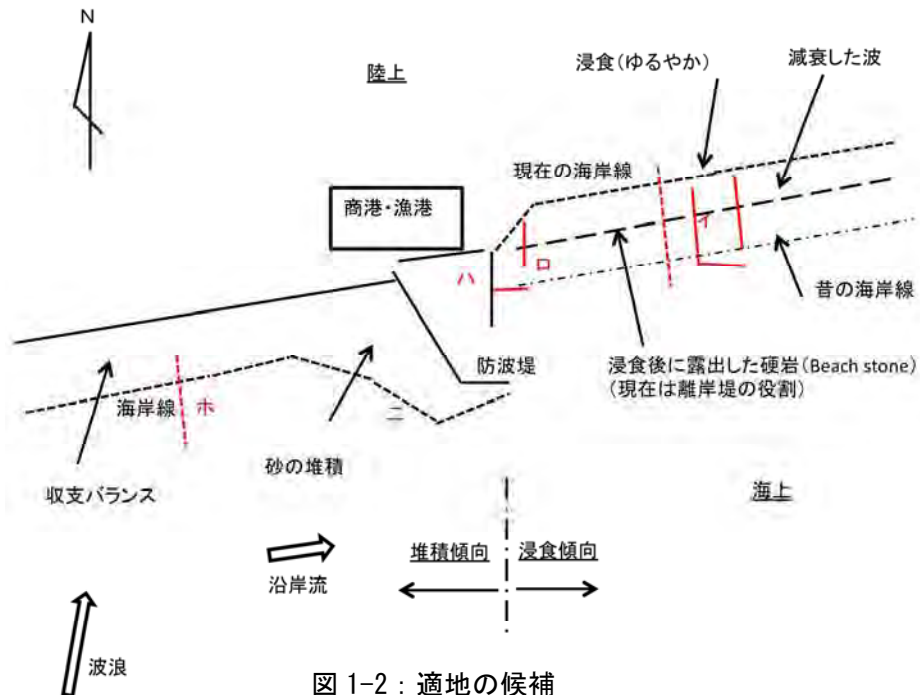 N
陸上
浸食(ゆるやか)
減衰した波
現在の海岸線
商港・漁港
イ
ハ
ロ
昔の海岸線
防波堤
浸食後に露出した硬岩(Beach stone)
(現在は離岸堤の役割)
海岸線
ホ
ニ
砂の堆積
収支バランス
海上
堆積傾向
浸食傾向
沿岸流
波浪
図 1-2：適地の候補